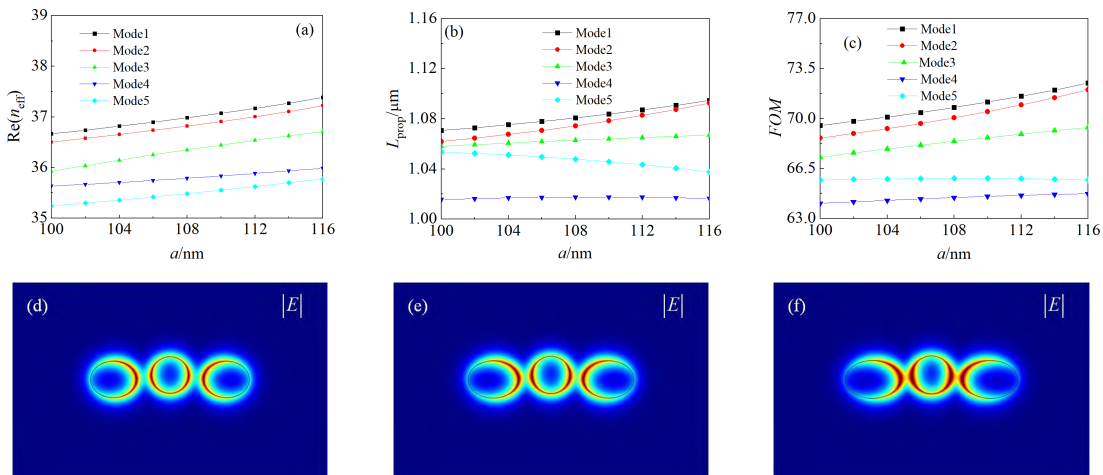 (a)
Mode1
Mode2
Mode3
Mode4
Mode5
39
38
37
36
35
Re(neff)
100 104 108 112 116
a/nm
(b)
Mode1
Mode2
Mode3
Mode4
Mode5
1.16
1.12
1.08
1.04
1.00
Lprop/μm
100 104 108 112 116
a/nm
(c)
Mode1
Mode2
Mode3
Mode4
Mode5
77.0
73.5
70.0
66.5
63.0
FOM
100 104 108 112 116
a/nm
(d) |E|
(e) |E|
(f) |E|